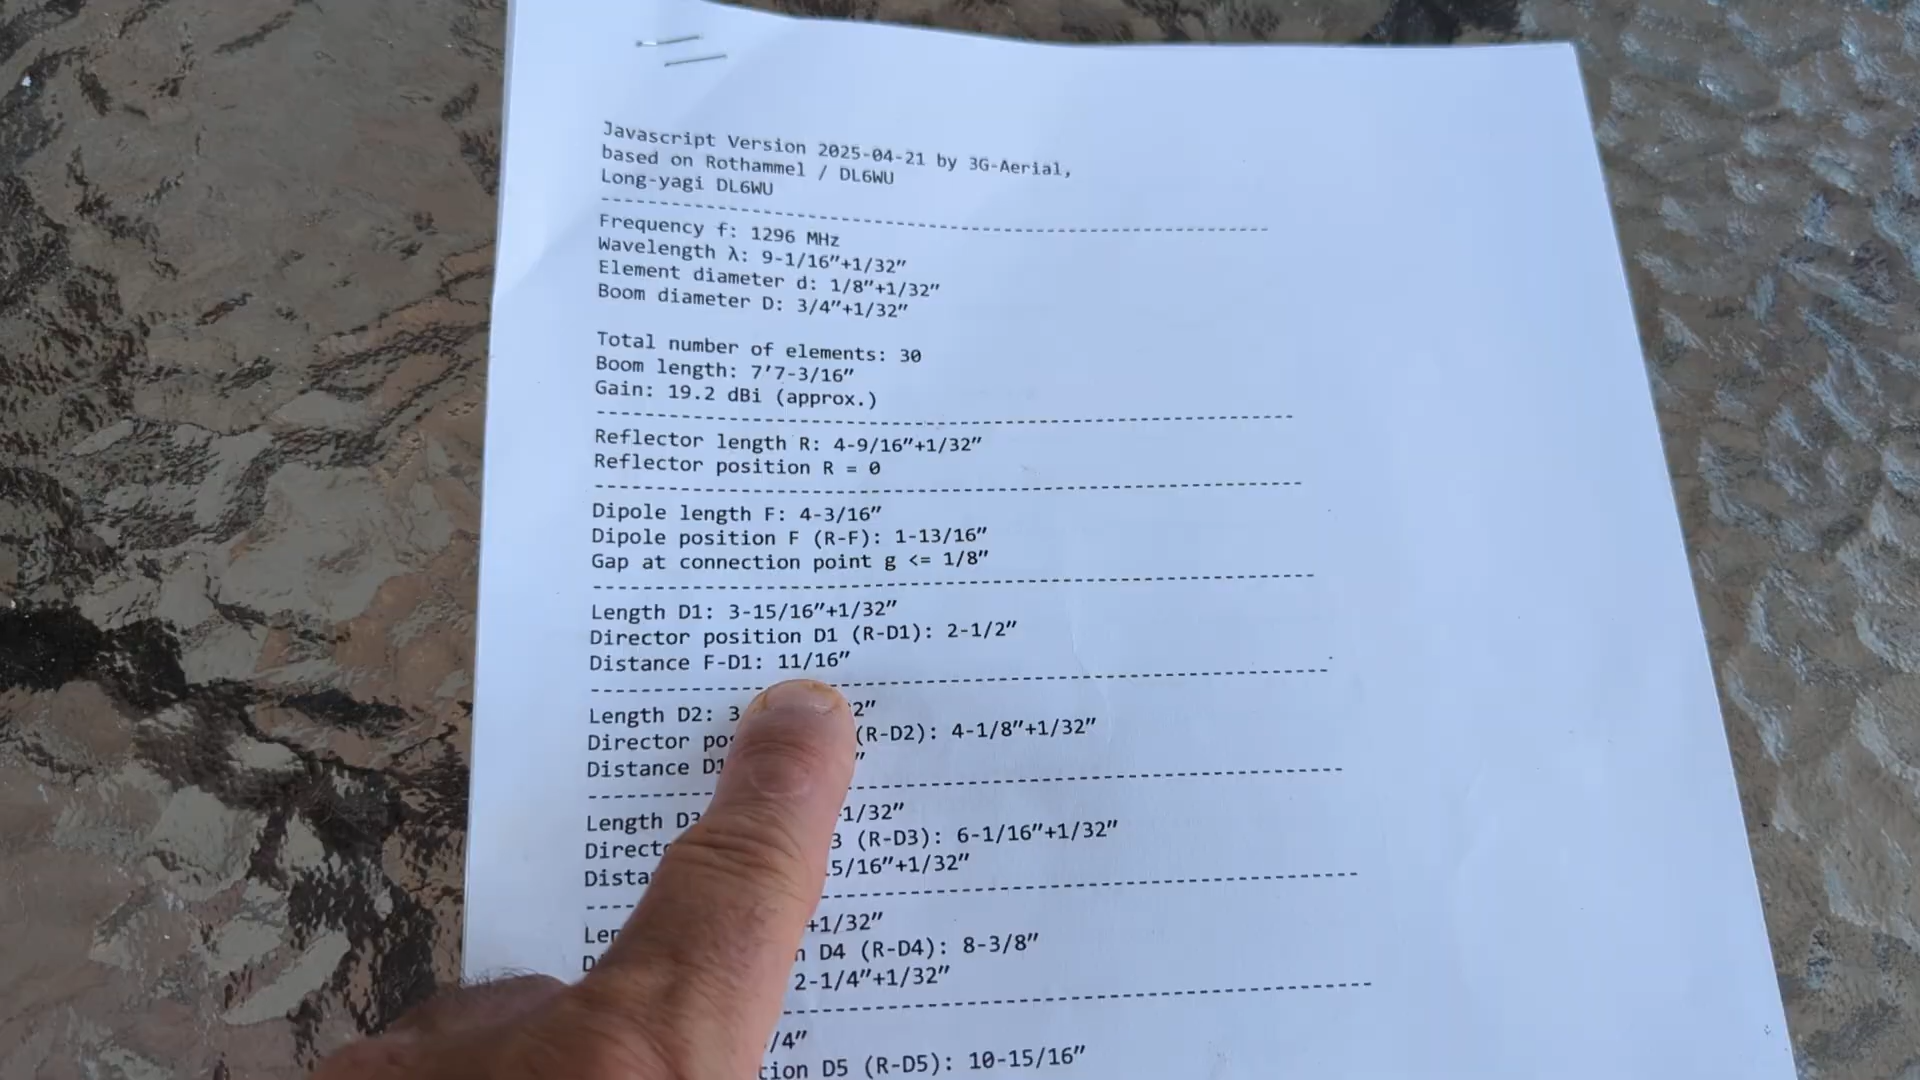 Javascript Version 2025-04-21 by 3G-Aerial,
based on Rothammel / DL6WU
Long-yagi DL6WU
Frequency f: 1296 MHz
Wavelength λ: 9-1/16"+1/32"
Element diameter d: 1/8"+1/32"
Boom diameter D: 3/4"+1/32"
Total number of elements: 30
Boom length: 7'7-3/16"
Gain: 19.2 dBi (approx.)
Reflector length R: 4-9/16"+1/32"
Reflector position R = 0
Dipole length F: 4-3/16"
Dipole position F (R-F): 1-13/16"
Gap at connection point g <= 1/8"
Length D1: 3-15/16"+1/32"
Director position D1 (R-D1): 2-1/2"
Distance F-D1: 11/16"
Length D2:
Director (R-D2): 4-1/8"+1/32"
Distance
Length
(R-D3): 6-1/16"+1/32"
5/16"+1/32"
+1/32"
D4 (R-D4): 8-3/8"
2-1/4"+1/32"
/4"
D5 (R-D5): 10-15/16"